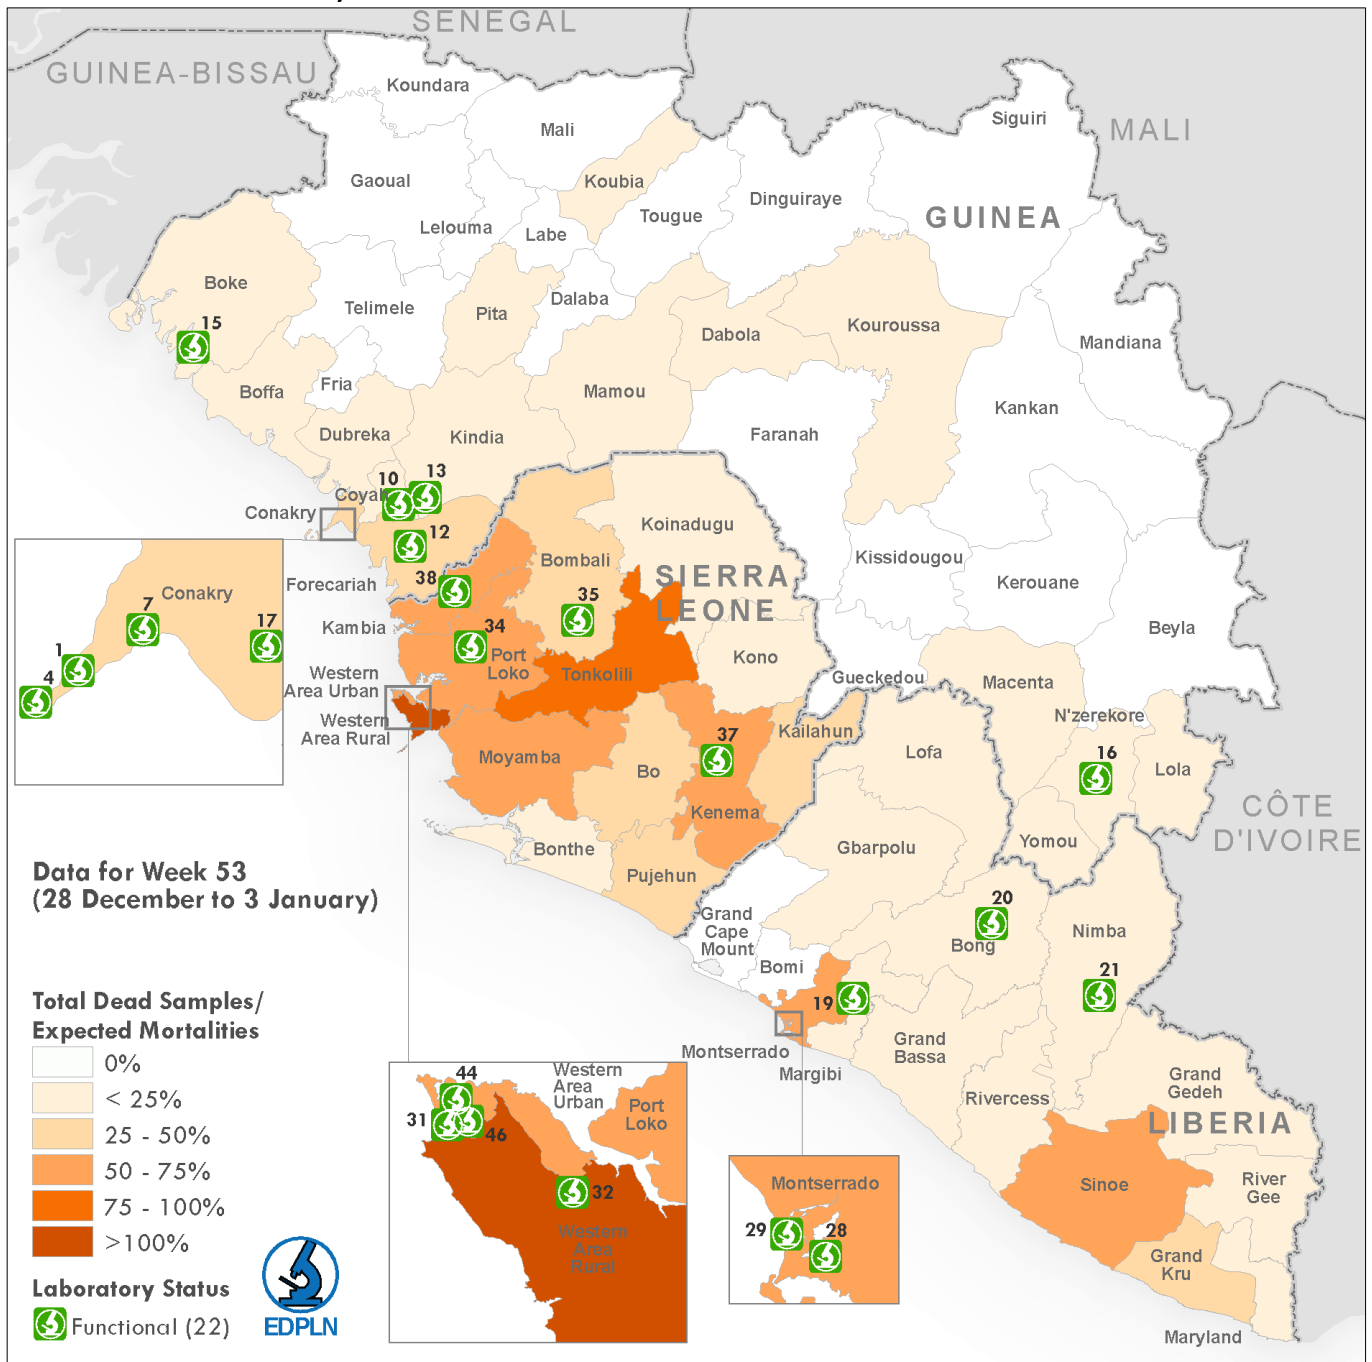 SENEGAL
GUINEA-BISSAU
Koundara
Siguiri
Mali
MALI
Gaoual
Koubia
Dinguiraye
Tougue
GUINEA
Lelouma
Labe
Boke
Telimele
Pita
Dalaba
Kouroussa
Dabola
Mandiana
15
Fria
Boffa
Mamou
Kankan
Dubreka
Kindia
Faranah
10
13
Coyah
Conakry
Koinadugu
12
Bombali
Kissidougou
Forecariah
38
SIERRA
LEONE
Kerouane
Conakry
7
17
35
1
4
Kambia
34
Port
Loko
Kono
Beyla
Western
Area Urban
Tonkolili
Gueckedou
Macenta
Western
Area Rural
N'zerekore
37
Kailahun
Moyamba
Lofa
16
Bo
Lola
Kenema
CÔTE
D'IVOIRE
Bonthe
Gbarpolu
Yomou
Pujehun
Data for Week 53
(28 December to 3 January)
Grand
Cape
Mount
20
Bong
Nimba
Bomi
21
19
Total Dead Samples/
Expected Mortalities
0%
< 25%
25 - 50%
50 - 75%
75 - 100%
>100%
Laboratory Status
Functional (22)
EDPLN
Montserrado
Margibi
Grand
Bassa
Grand
Gedeh
Rivercess
LIBERIA
44
Western
Area
Urban
Port
Loko
31
46
32
Western
Area
Rural
Montserrado
29
28
Sinoe
River
Gee
Grand
Kru
Maryland